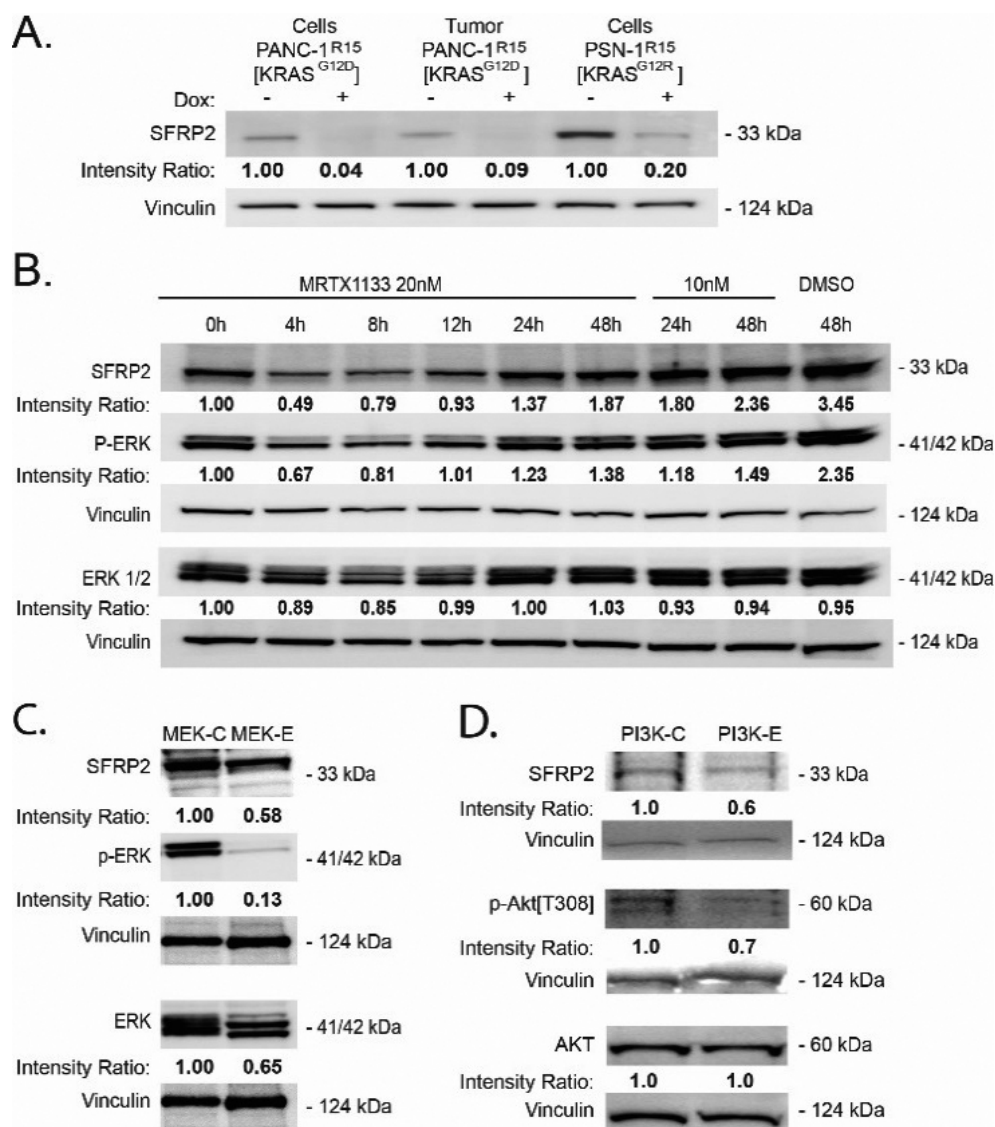 A.
Cells Tumor Cells
PANC-1R15 PANC-1R15 PSN-1R15
[KRASG12D] [KRASG12D] [KRASG12R]
Dox: - + - + - +
SFRP2 - 33 kDa
Intensity Ratio: 1.00 0.04 1.00 0.09 1.00 0.20
Vinculin - 124 kDa
B.
MRTX1133 20nM 10nM DMSO
0h 4h 8h 12h 24h 48h 24h 48h 48h
SFRP2 - 33 kDa
Intensity Ratio: 1.00 0.49 0.79 0.93 1.37 1.87 1.80 2.36 3.45
P-ERK - 41/42 kDa
Intensity Ratio: 1.00 0.67 0.81 1.01 1.23 1.38 1.18 1.49 2.35
Vinculin - 124 kDa
ERK 1/2 - 41/42 kDa
Intensity Ratio: 1.00 0.89 0.85 0.99 1.00 1.03 0.93 0.94 0.95
Vinculin - 124 kDa
C.
MEK-C MEK-E
SFRP2 - 33 kDa
Intensity Ratio: 1.00 0.58
p-ERK - 41/42 kDa
Intensity Ratio: 1.00 0.13
Vinculin - 124 kDa
ERK - 41/42 kDa
Intensity Ratio: 1.00 0.65
Vinculin - 124 kDa
D.
PI3K-C PI3K-E
SFRP2 - 33 kDa
Intensity Ratio: 1.0 0.6
Vinculin - 124 kDa
p-Akt[T308] - 60 kDa
Intensity Ratio: 1.0 0.7
Vinculin - 124 kDa
AKT - 60 kDa
Intensity Ratio: 1.0 1.0
Vinculin - 124 kDa